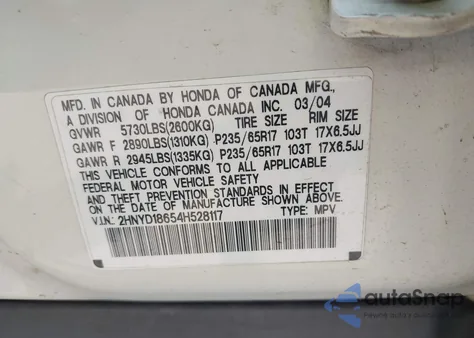 MFD. IN CANADA BY HONDA OF CANADA MFG.,
A DIVISION OF HONDA CANADA INC. 03/04
GVWR 5730LBS(2600KG) TIRE SIZE RIM SIZE
GAWR F 2890LBS(1310KG) P235/65R17 103T 17X6.5JJ
GAWR R 2945LBS(1335KG) P235/65R17 103T 17X6.5JJ
THIS VEHICLE CONFORMS TO ALL APPLICABLE
FEDERAL MOTOR VEHICLE SAFETY
AND THEFT PREVENTION STANDARDS IN EFFECT
ON THE DATE OF MANUFACTURE SHOWN ABOVE.
V.I.N.: 2HNYD18654H528117 TYPE: MPV
autoSnap